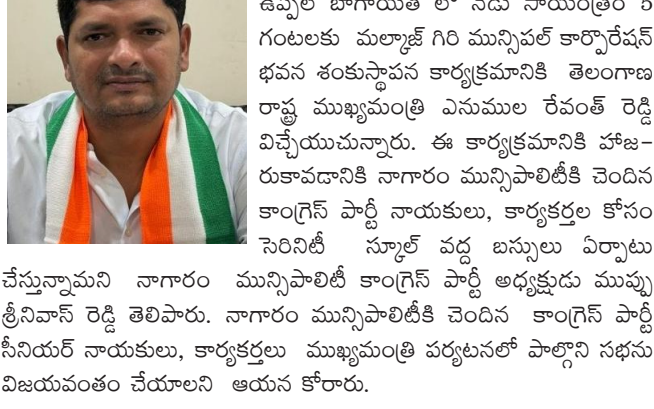 ఉప్పల్ బాగాయత్ లో నేడు సాయంత్రం 5
గంటలకు మల్కాజ్ గిరి మున్సిపల్ కార్పొరేషన్
భవన శంకుస్థాపన కార్యక్రమానికి తెలంగాణ
రాష్ట్ర ముఖ్యమంత్రి ఎనుముల రేవంత్ రెడ్డి
విచ్చేయుచున్నారు. ఈ కార్యక్రమానికి హాజ-
రుకావడానికి నాగారం మున్సిపాలిటీకి చెందిన
కాంగ్రెస్ పార్టీ నాయకులు, కార్యకర్తల కోసం
సెరినిటీ స్కూల్ వద్ద బస్సులు ఏర్పాటు
చేస్తున్నామని నాగారం మున్సిపాలిటీ కాంగ్రెస్ పార్టీ అధ్యక్షుడు ముప్పు
శ్రీనివాస్ రెడ్డి తెలిపారు. నాగారం మున్సిపాలిటీకి చెందిన కాంగ్రెస్ పార్టీ
సీనియర్ నాయకులు, కార్యకర్తలు ముఖ్యమంత్రి పర్యటనలో పాల్గొని సభను
విజయవంతం చేయాలని ఆయన కోరారు.